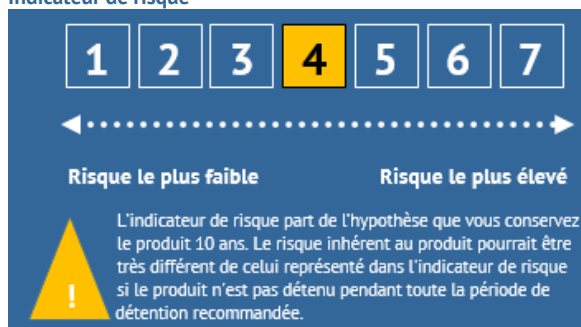 Indicateur de risque
1 2 3 4 5 6 7
Risque le plus faible Risque le plus élevé
L'indicateur de risque part de l'hypothèse que vous conservez
le produit 10 ans. Le risque inhérent au produit pourrait être
très différent de celui représenté dans l'indicateur de risque
si le produit n'est pas détenu pendant toute la période de
! détention recommandée.